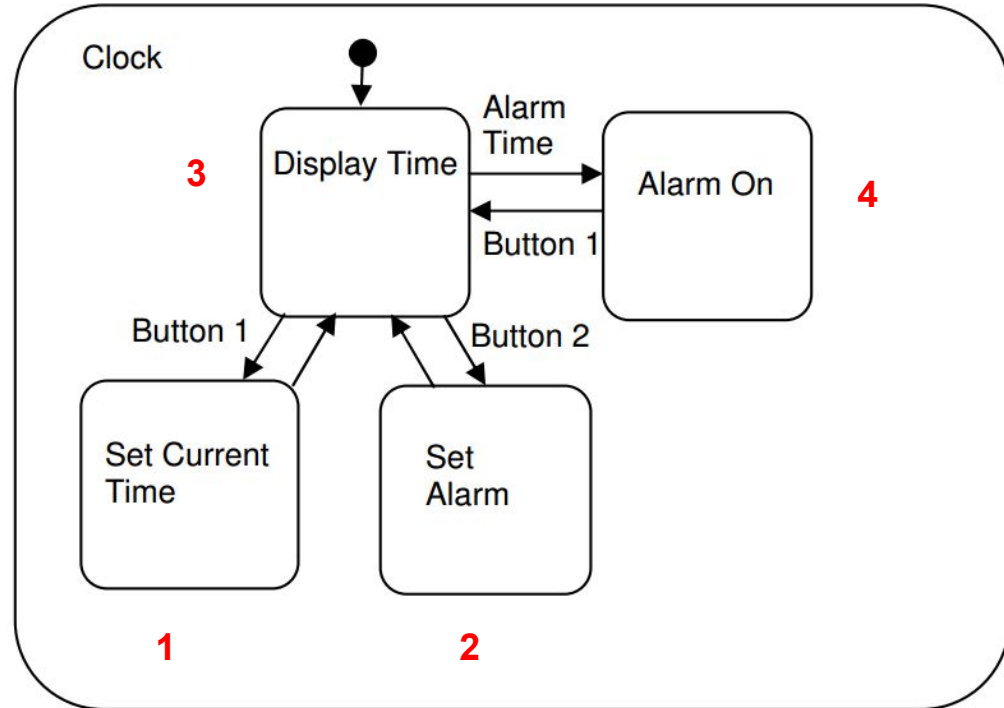 Clock
Alarm
Time
3
Display Time
Alarm On
4
Button 1
Button 1
Button 2
Set Current
Time
Set
Alarm
1
2